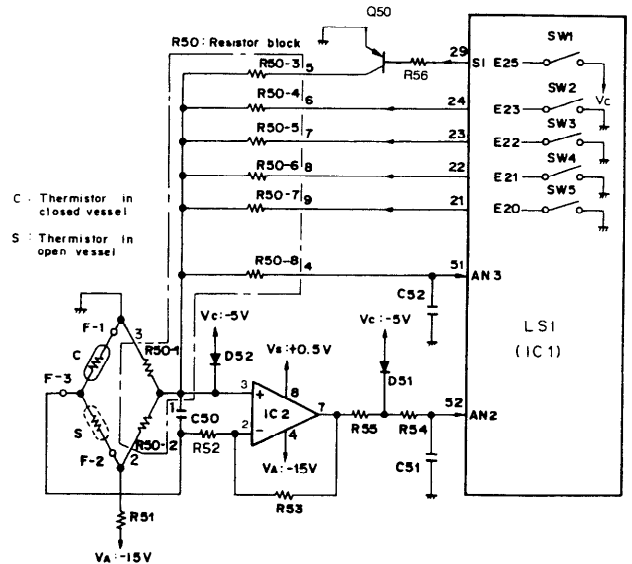 Q50
R50: Resistor block
R50-3
5
R56
29
S1
E25
SW1
Vc
R50-4
6
24
E23
SW2
R50-5
7
23
E22
SW3
R50-6
8
22
E21
SW4
R50-7
9
21
E20
SW5
C: Thermistor in
closed vessel
S: Thermistor in
open vessel
R50-8
4
51
AN3
C52
LSI
(IC1)
F-1
3
C
R50-1
F-3
S
R50-2
F-2
2
1
C50
Vc:-5V
D52
VB:+0.5V
3
+
8
IC2
7
2
−
4
VA:-15V
R52
R53
Vc:-5V
D51
R55
R54
52
AN2
C51
R51
VA:-15V